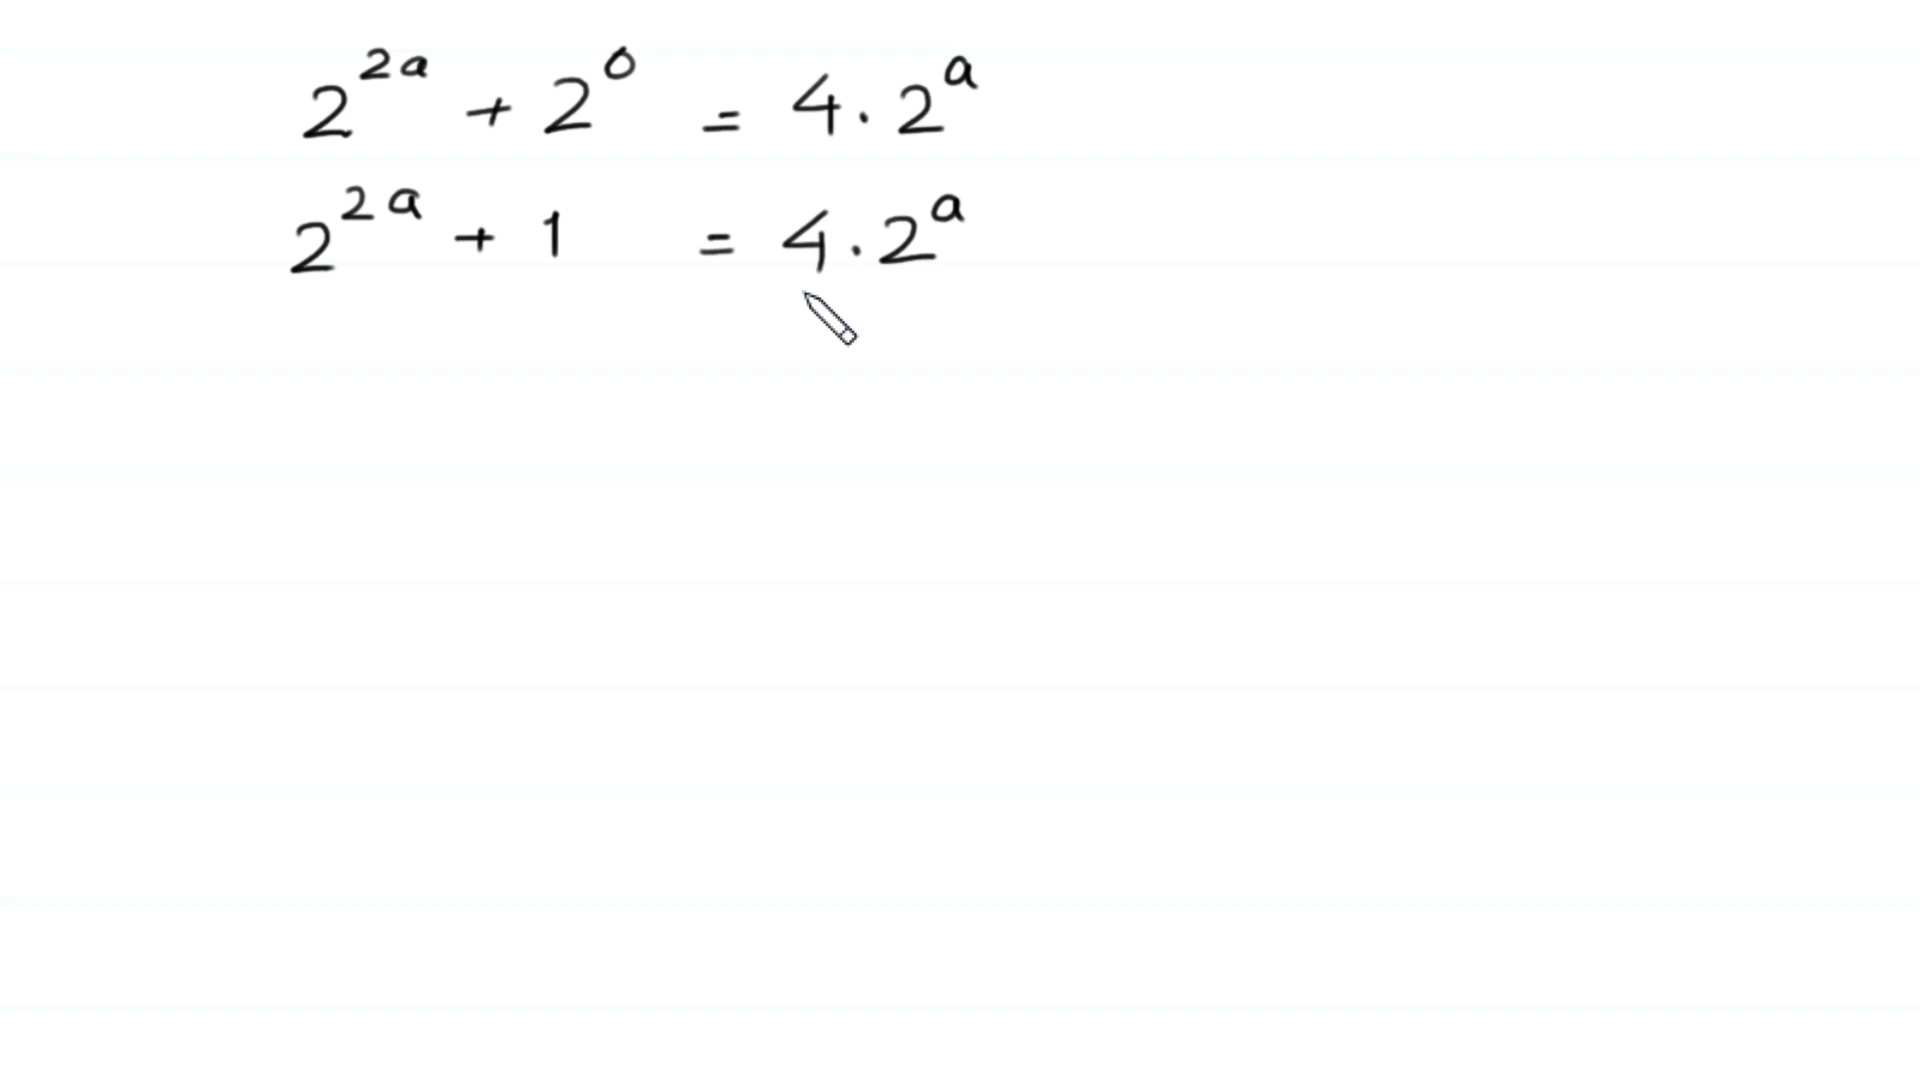 2^{2a} + 2^{0} = 4 · 2^{a}
2^{2a} + 1 = 4 · 2^{a}